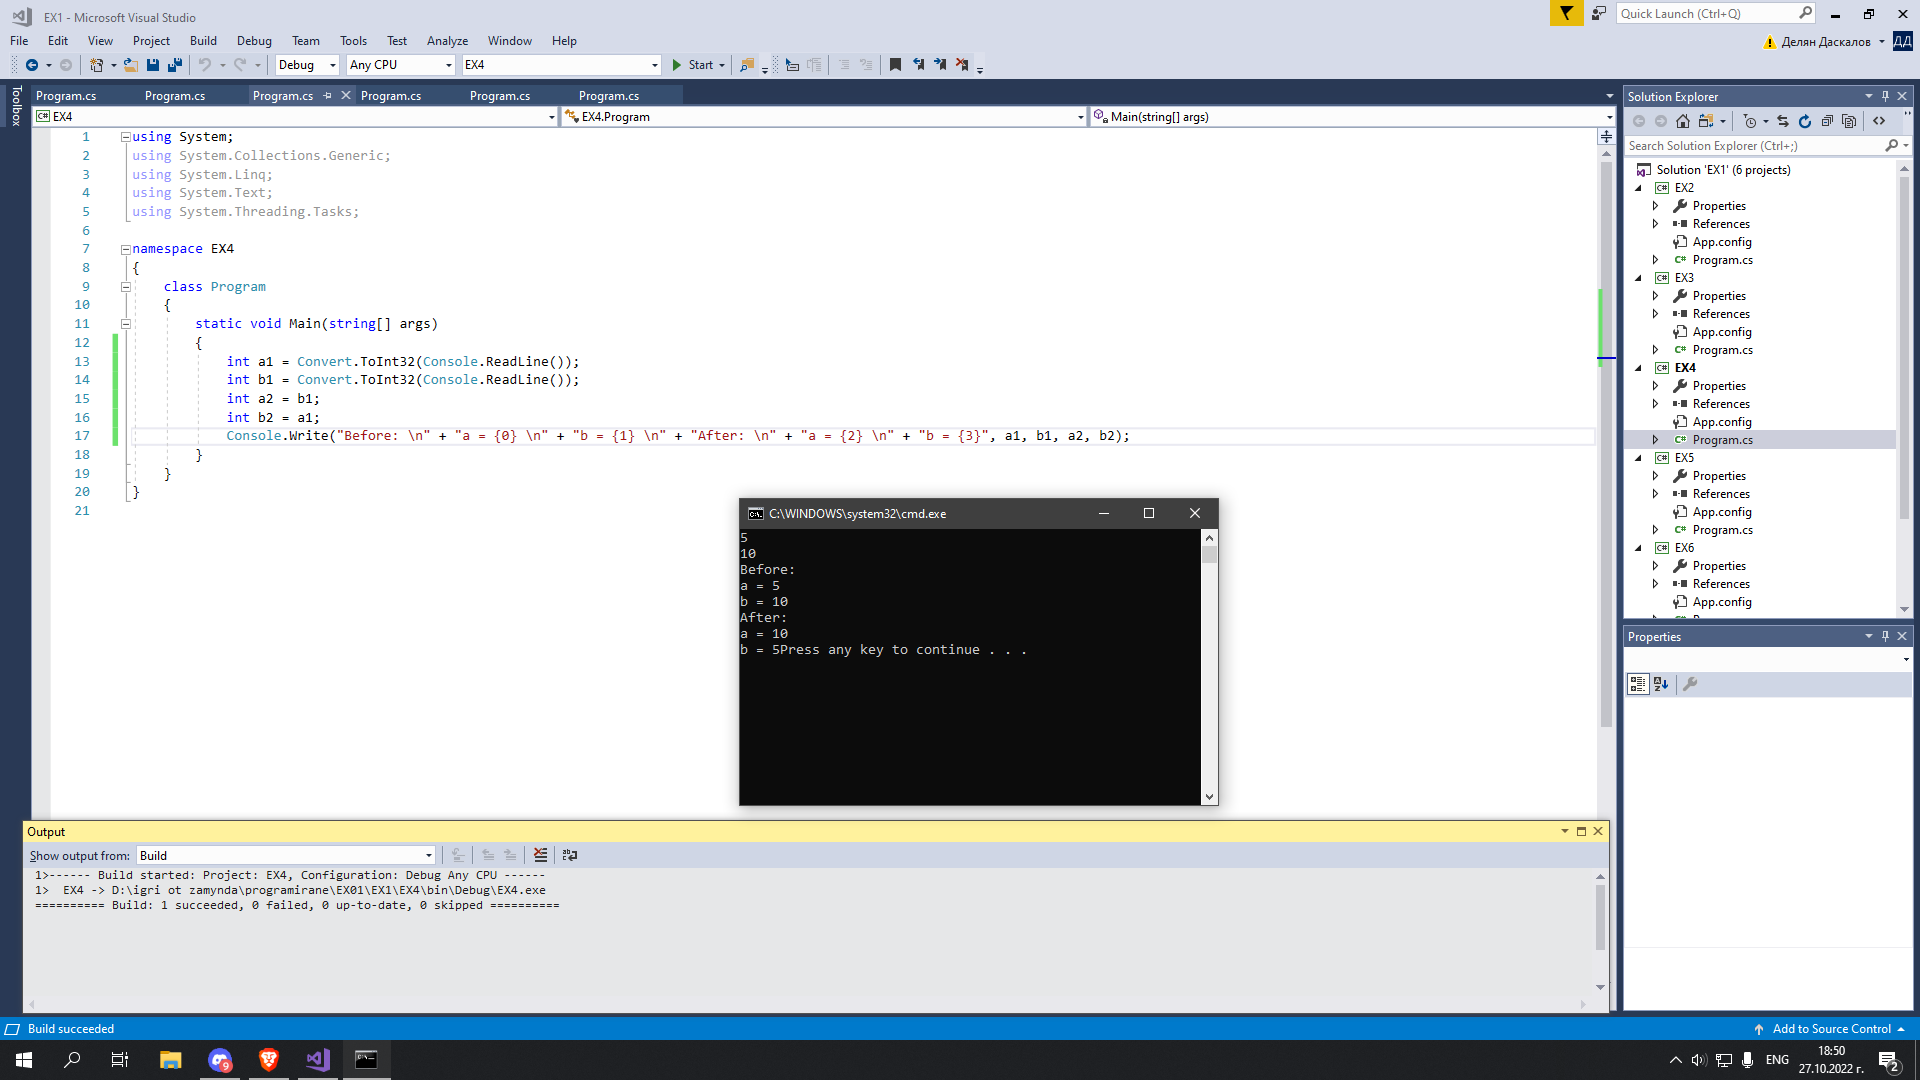 EX1 - Microsoft Visual Studio
Quick Launch (Ctrl+Q)
File Edit View Project Build Debug Team Tools Test Analyze Window Help
Делян Даскалов ДД
Debug Any CPU EX4 Start
Toolbox
Program.cs Program.cs Program.cs Program.cs Program.cs Program.cs
C# EX4 EX4.Program Main(string[] args)
1 using System;
2 using System.Collections.Generic;
3 using System.Linq;
4 using System.Text;
5 using System.Threading.Tasks;
6
7 namespace EX4
8 {
9 class Program
10 {
11 static void Main(string[] args)
12 {
13 int a1 = Convert.ToInt32(Console.ReadLine());
14 int b1 = Convert.ToInt32(Console.ReadLine());
15 int a2 = b1;
16 int b2 = a1;
17 Console.Write("Before: \n" + "a = {0} \n" + "b = {1} \n" + "After: \n" + "a = {2} \n" + "b = {3}", a1, b1, a2, b2);
18 }
19 }
20 }
21
C:\WINDOWS\system32\cmd.exe
5
10
Before:
a = 5
b = 10
After:
a = 10
b = 5Press any key to continue . . .
Solution Explorer
Search Solution Explorer (Ctrl+;)
Solution 'EX1' (6 projects)
C# EX2
Properties
References
App.config
C# Program.cs
C# EX3
Properties
References
App.config
C# Program.cs
C# EX4
Properties
References
App.config
C# Program.cs
C# EX5
Properties
References
App.config
C# Program.cs
C# EX6
Properties
References
App.config
Properties
Output
Show output from: Build
1>------ Build started: Project: EX4, Configuration: Debug Any CPU ------
1>  EX4 -> D:\igri ot zamynda\programirane\EX01\EX1\EX4\bin\Debug\EX4.exe
========== Build: 1 succeeded, 0 failed, 0 up-to-date, 0 skipped ==========
Build succeeded
Add to Source Control
9
ENG
18:50
27.10.2022 г.
2